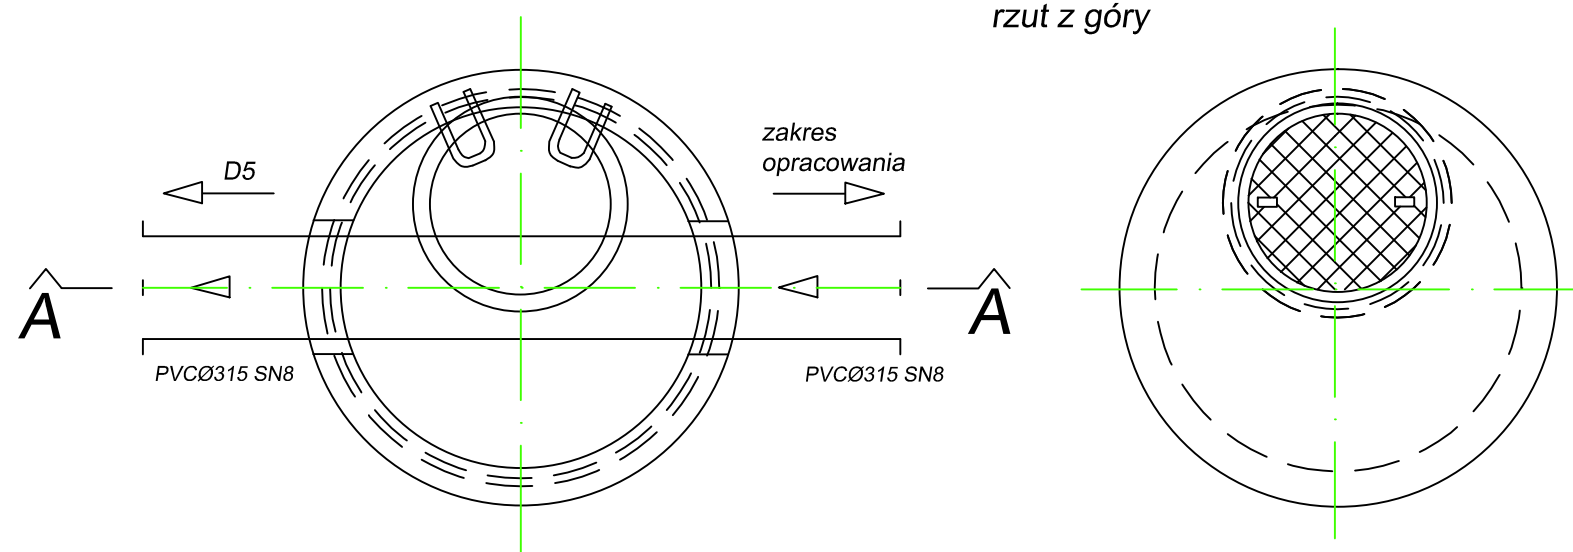 rzut z góry
D5
zakres
opracowania
A
A
PVCØ315 SN8
PVCØ315 SN8